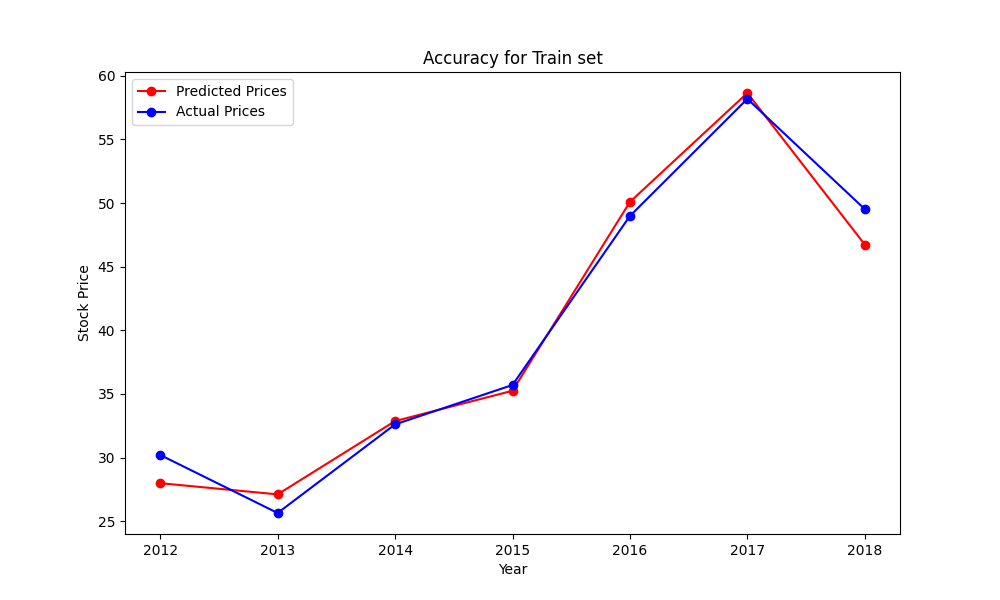 Accuracy for Train set
Predicted Prices
Actual Prices
60
55
50
45
40
35
30
25
Stock Price
2012 2013 2014 2015 2016 2017 2018
Year